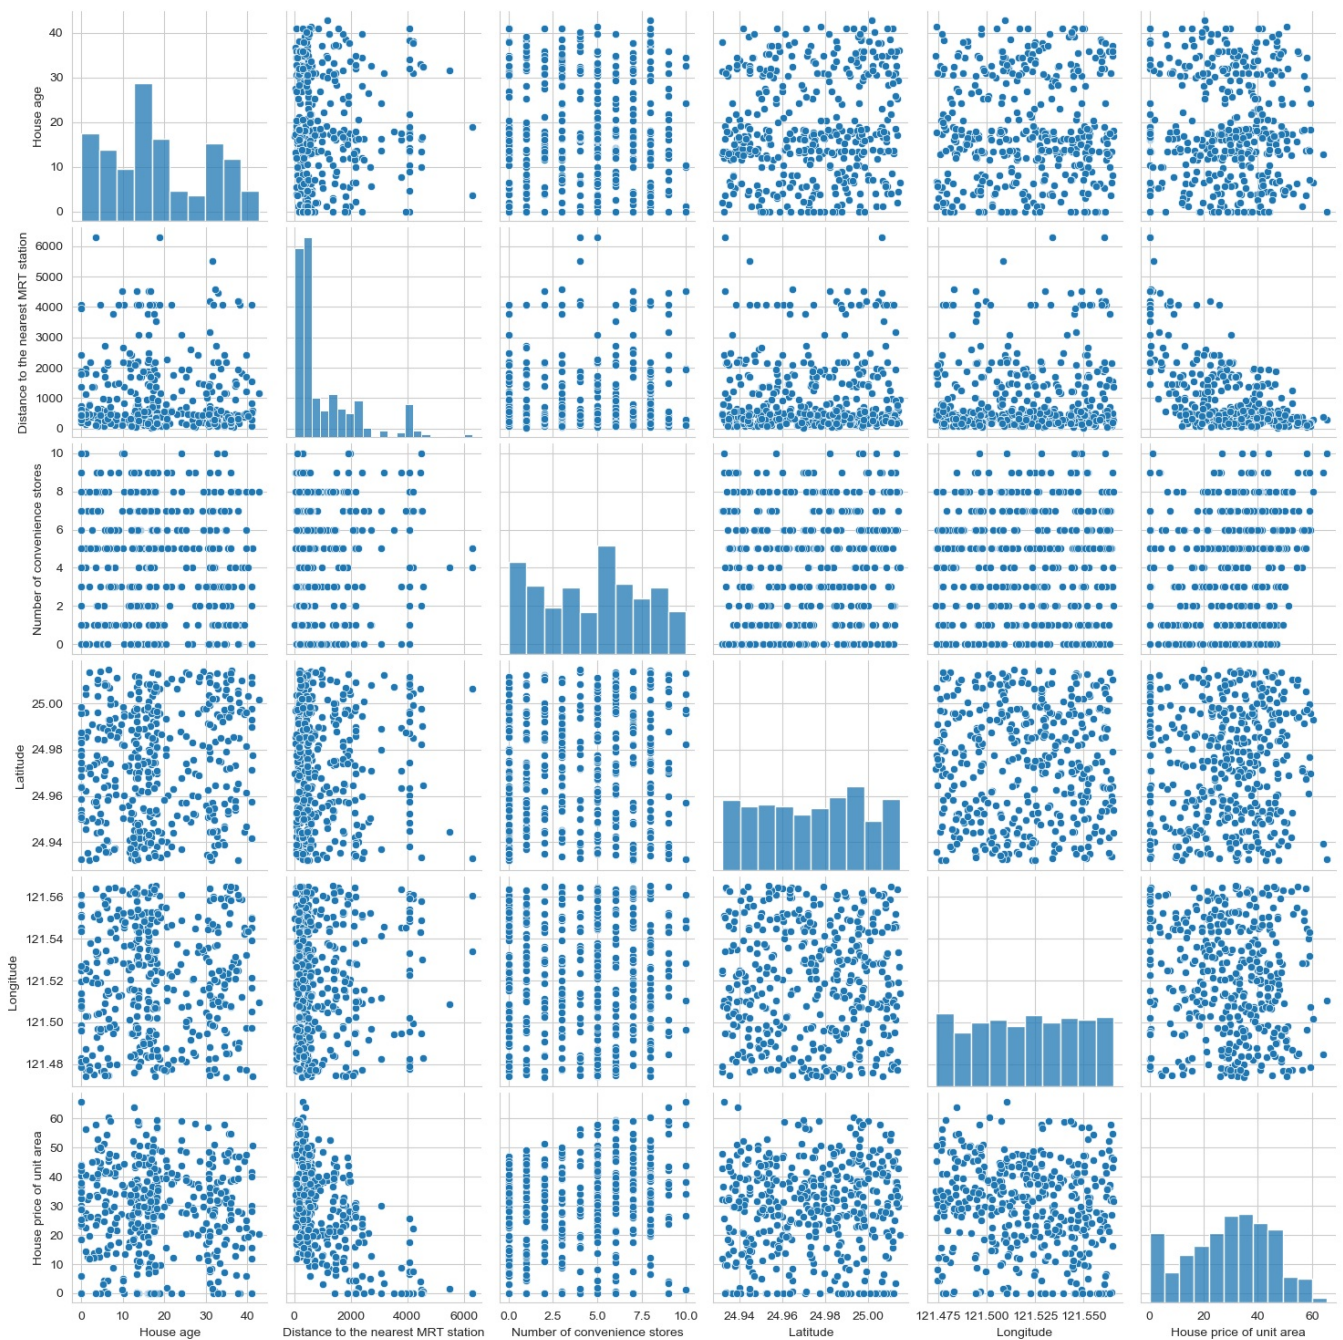 House age
40
30
20
10
0
Distance to the nearest MRT station
6000
5000
4000
3000
2000
1000
0
Number of convenience stores
10
8
6
4
2
0
Latitude
25.00
24.98
24.96
24.94
Longitude
121.56
121.54
121.52
121.50
121.48
House price of unit area
60
50
40
30
20
10
0
0 10 20 30 40
House age
0 2000 4000 6000
Distance to the nearest MRT station
0.0 2.5 5.0 7.5 10.0
Number of convenience stores
24.94 24.96 24.98 25.00
Latitude
121.475 121.500 121.525 121.550
Longitude
0 20 40 60
House price of unit area